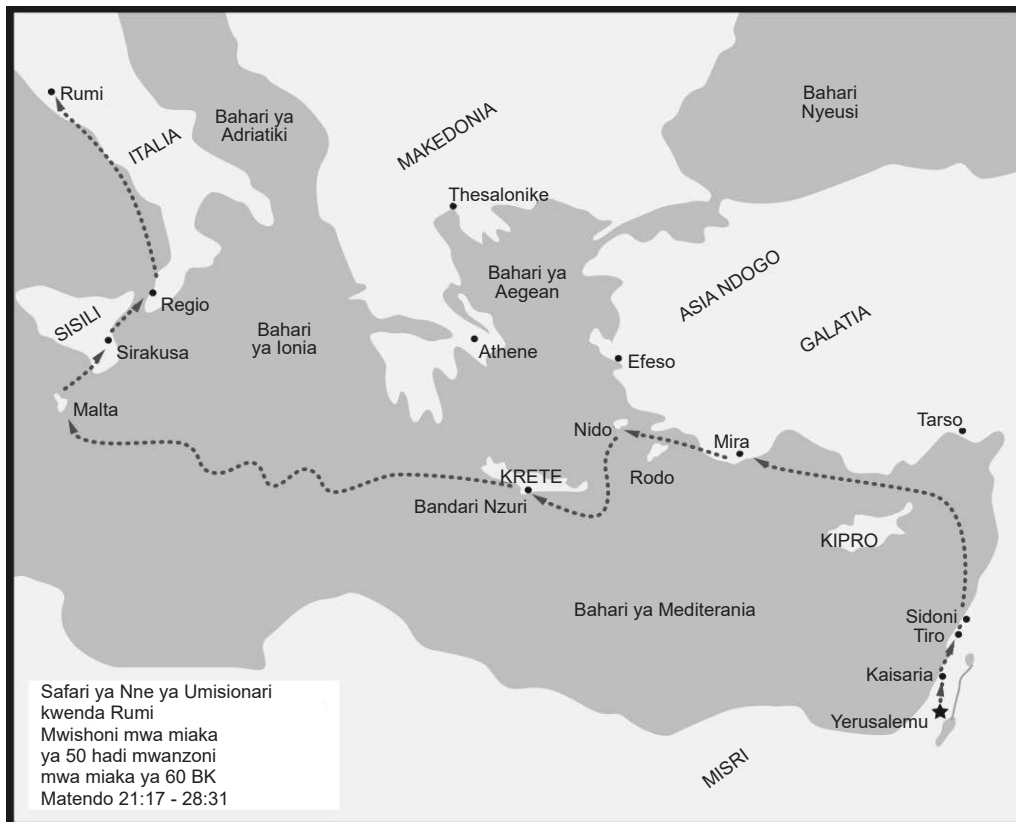 Rumi
ITALIA
Bahari ya
Adriatiki
MAKEDONIA
Bahari
Nyeusi
Thesalonike
Bahari ya
Aegean
ASIA NDOGO
GALATIA
SISILI
Regio
Sirakusa
Bahari
ya Ionia
Athene
Efeso
Malta
Nido
Mira
Tarso
Rodo
KRETE
Bandari Nzuri
KIPRO
Bahari ya Mediterania
Sidoni
Tiro
Kaisaria
Yerusalemu
MISRI
Safari ya Nne ya Umisionari
kwenda Rumi
Mwishoni mwa miaka
ya 50 hadi mwanzoni
mwa miaka ya 60 BK
Matendo 21:17 - 28:31